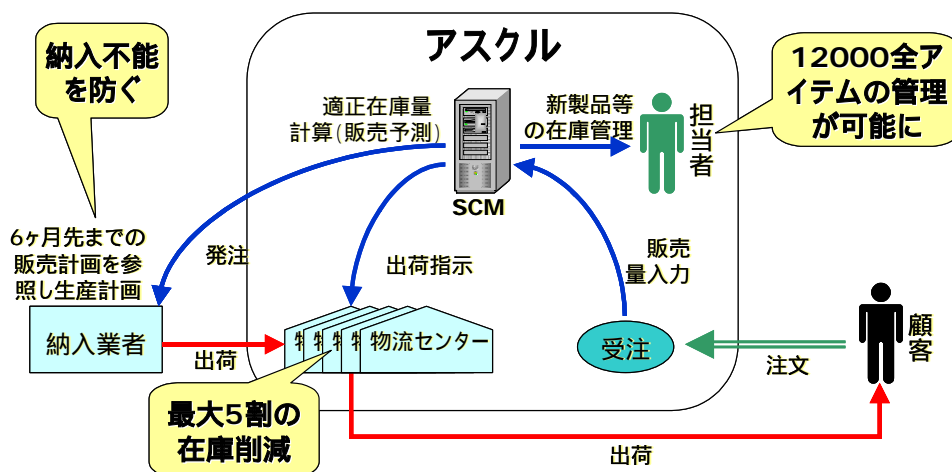 アスクル
納入不能
を防ぐ
12000全ア
イテムの管理
が可能に
適正在庫量
計算(販売予測)
新製品等
の在庫管理
担当者
SCM
6ヶ月先までの
販売計画を参
照し生産計画
発注
出荷指示
販売
量入力
納入業者
出荷
物
物
物
物
物流センター
受注
注文
顧客
最大5割の
在庫削減
出荷